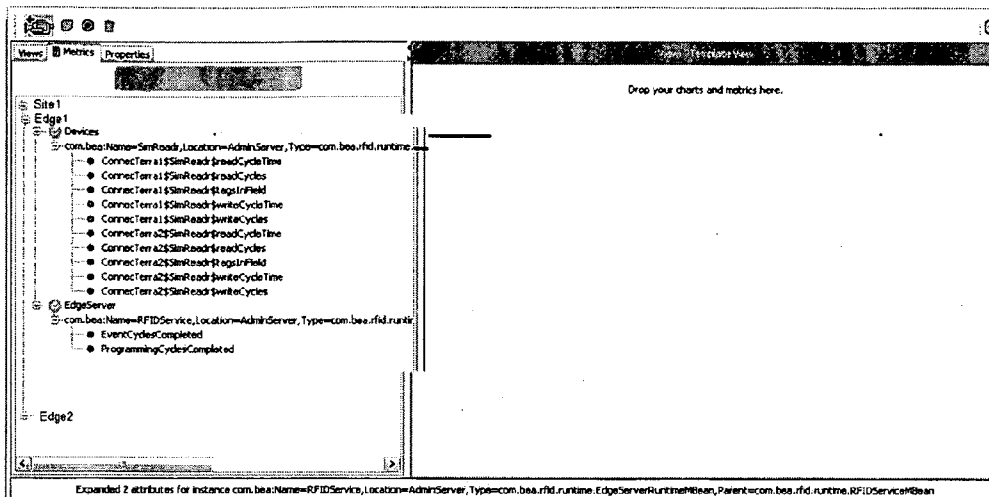 Views Metrics Properties
View: TemplateView
Drop your charts and metrics here.
Site1
Edge1
Devices
com.bea:Name=SimReadr,Location=AdminServer,Type=com.bea.rfid.runtime.
ConnecTerra1$SimReadr$readCycleTime
ConnecTerra1$SimReadr$readCycles
ConnecTerra1$SimReadr$tagsInField
ConnecTerra1$SimReadr$writeCycleTime
ConnecTerra1$SimReadr$writeCycles
ConnecTerra2$SimReadr$readCycleTime
ConnecTerra2$SimReadr$readCycles
ConnecTerra2$SimReadr$tagsInField
ConnecTerra2$SimReadr$writeCycleTime
ConnecTerra2$SimReadr$writeCycles
EdgeServer
com.bea:Name=RFIDService,Location=AdminServer,Type=com.bea.rfid.runtir
EventCyclesCompleted
ProgrammingCyclesCompleted
Edge2
Expanded 2 attributes for instance com.bea:Name=RFIDService,Location=AdminServer,Type=com.bea.rfid.runtime.EdgeServerRuntimeMBean,Parent=com.bea.rfid.runtime.RFIDServiceMBean